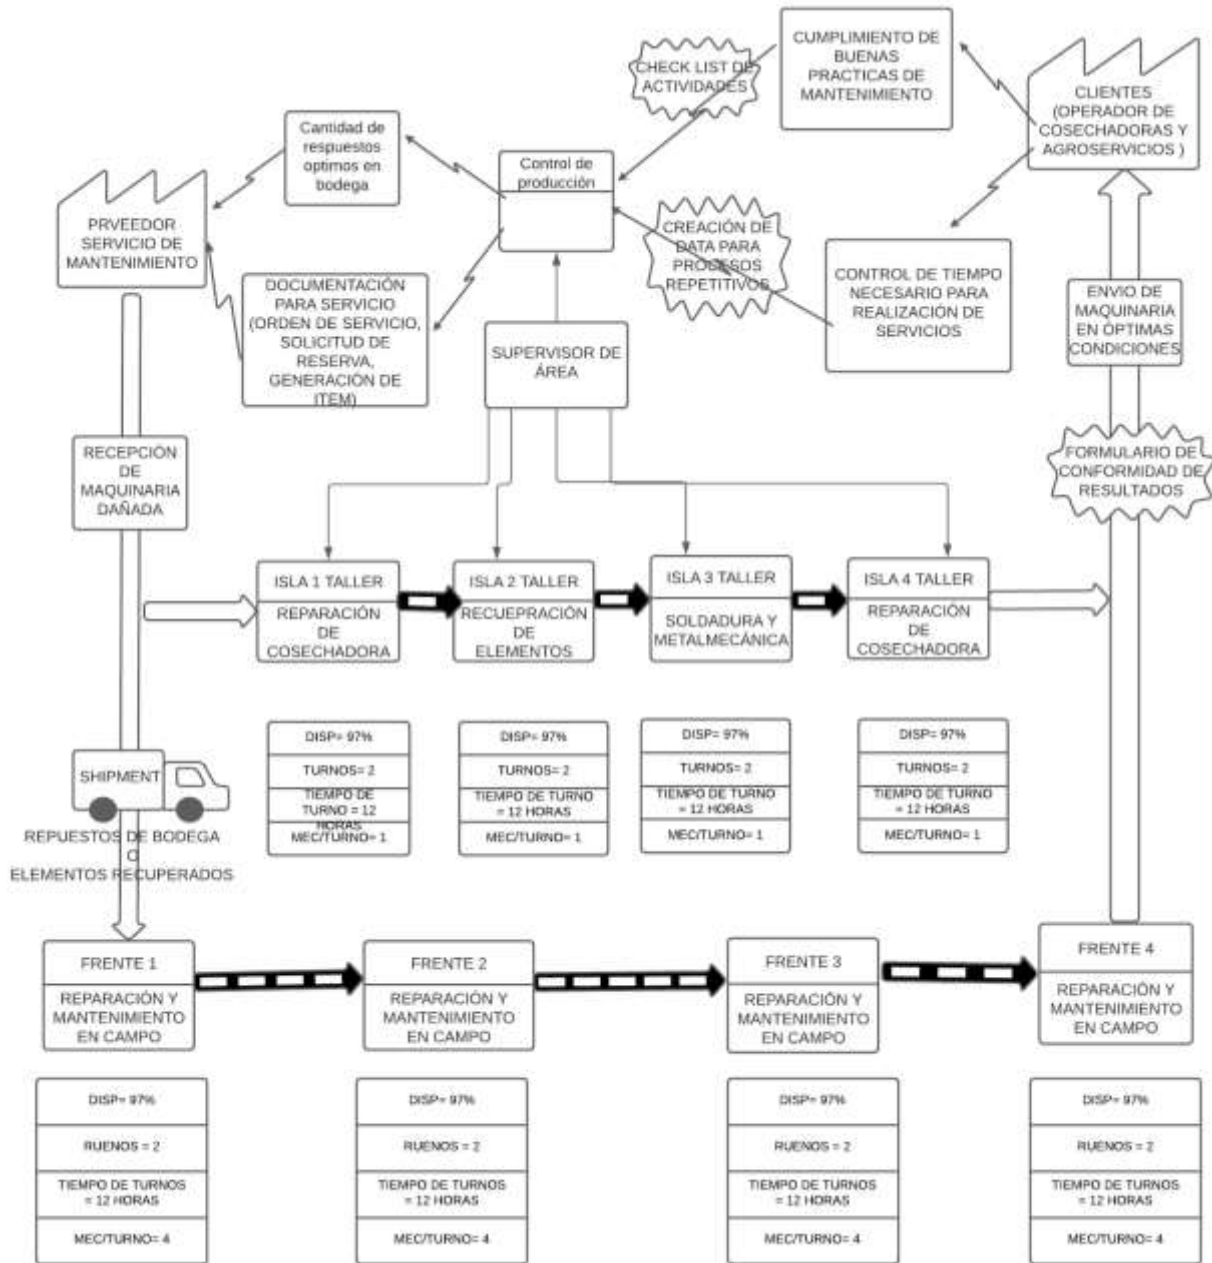 CUMPLIMIENTO DE
BUENAS
PRACTICAS DE
MANTENIMIENTO
CHECK LIST DE
ACTIVIDADES
CLIENTES
(OPERADOR DE
COSECHADORAS Y
AGROSERVICIOS )
Cantidad de
respuestos
optimos en
bodega
Control de
producción
PRVEEDOR
SERVICIO DE
MANTENIMIENTO
CREACIÓN DE
DATA PARA
PROCESOS
REPETITIVOS
CONTROL DE TIEMPO
NECESARIO PARA
REALIZACIÓN DE
SERVICIOS
ENVIO DE
MAQUINARIA
EN ÓPTIMAS
CONDICIONES
DOCUMENTACIÓN
PARA SERVICIO
(ORDEN DE SERVICIO,
SOLICITUD DE
RESERVA,
GENERACIÓN DE
ITEM)
SUPERVISOR DE
ÁREA
RECEPCIÓN
DE
MAQUINARIA
DAÑADA
FORMULARIO DE
CONFORMIDAD DE
RESULTADOS
ISLA 1 TALLER
REPARACIÓN
DE
COSECHADORA
ISLA 2 TALLER
RECUEPRACIÓN
DE
ELEMENTOS
ISLA 3 TALLER
SOLDADURA Y
METALMECÁNICA
ISLA 4 TALLER
REPARACIÓN
DE
COSECHADORA
DISP= 97%
TURNOS= 2
TIEMPO DE
TURNO = 12
HORAS
MEC/TURNO= 1
DISP= 97%
TURNOS= 2
TIEMPO DE TURNO
= 12 HORAS
MEC/TURNO= 1
DISP= 97%
TURNOS= 2
TIEMPO DE TURNO
= 12 HORAS
MEC/TURNO= 1
DISP= 97%
TURNOS= 2
TIEMPO DE TURNO
= 12 HORAS
MEC/TURNO= 1
SHIPMENT
REPUESTOS DE BODEGA
O
ELEMENTOS RECUPERADOS
FRENTE 1
REPARACIÓN Y
MANTENIMIENTO
EN CAMPO
FRENTE 2
REPARACIÓN Y
MANTENIMIENTO
EN CAMPO
FRENTE 3
REPARACIÓN Y
MANTENIMIENTO
EN CAMPO
FRENTE 4
REPARACIÓN Y
MANTENIMIENTO
EN CAMPO
DISP= 97%
RUENOS = 2
TIEMPO DE TURNOS
= 12 HORAS
MEC/TURNO= 4
DISP= 97%
RUENOS = 2
TIEMPO DE TURNOS
= 12 HORAS
MEC/TURNO= 4
DISP= 97%
RUENOS = 2
TIEMPO DE TURNOS
= 12 HORAS
MEC/TURNO= 4
DISP= 97%
RUENOS = 2
TIEMPO DE TURNOS
= 12 HORAS
MEC/TURNO= 4